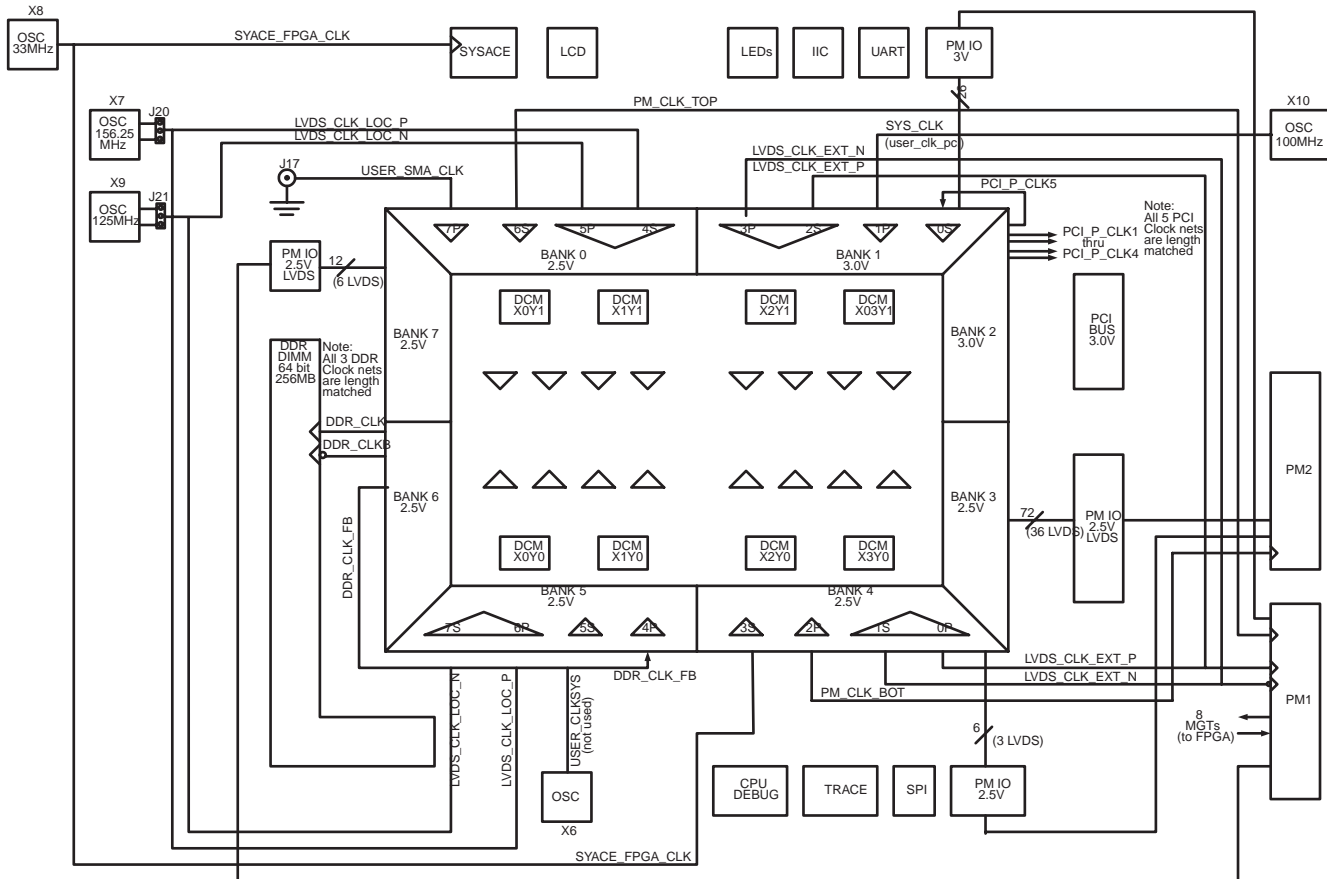 X8
OSC
33MHz
SYACE_FPGA_CLK
SYSACE
LCD
LEDs
IIC
UART
PM IO
3V
26
X7
OSC
156.25
MHz
J20
PM_CLK_TOP
X10
OSC
100MHz
LVDS_CLK_LOC_P
LVDS_CLK_LOC_N
SYS_CLK
(user_clk_pci)
LVDS_CLK_EXT_N
LVDS_CLK_EXT_P
J17
USER_SMA_CLK
X9
OSC
125MHz
J21
PCI_P_CLK5
Note:
All 5 PCI
Clock nets
are length
matched
PCI_P_CLK1
thru
PCI_P_CLK4
7P
6S
5P
4S
3P
2S
1P
0S
BANK 0
2.5V
BANK 1
3.0V
PM IO
2.5V
LVDS
12
(6 LVDS)
DCM
X0Y1
DCM
X1Y1
DCM
X2Y1
DCM
X03Y1
BANK 7
2.5V
BANK 2
3.0V
PCI
BUS
3.0V
DDR
DIMM
64 bit
256MB
Note:
All 3 DDR
Clock nets
are length
matched
DDR_CLK
DDR_CLKB
BANK 6
2.5V
BANK 3
2.5V
PM2
72
(36 LVDS)
PM IO
2.5V
LVDS
DDR_CLK_FB
DCM
X0Y0
DCM
X1Y0
DCM
X2Y0
DCM
X3Y0
BANK 5
2.5V
BANK 4
2.5V
7S
6P
5S
4P
3S
2P
1S
0P
DDR_CLK_FB
LVDS_CLK_EXT_P
LVDS_CLK_EXT_N
PM_CLK_BOT
PM1
LVDS_CLK_LOC_N
LVDS_CLK_LOC_P
USER_CLKSYS
(not used)
6
(3 LVDS)
8
MGTs
(to FPGA)
OSC
X6
CPU
DEBUG
TRACE
SPI
PM IO
2.5V
SYACE_FPGA_CLK